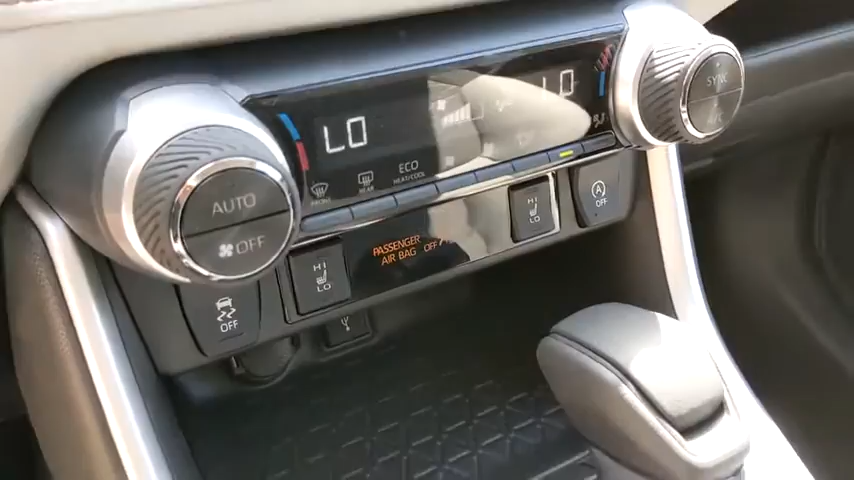 LO
LO
SYNC
A/C
AUTO
OFF
FRONT
REAR
ECO
HEAT/COOL
PASSENGER
AIR BAG OFF
HI
LO
HI
LO
OFF
OFF